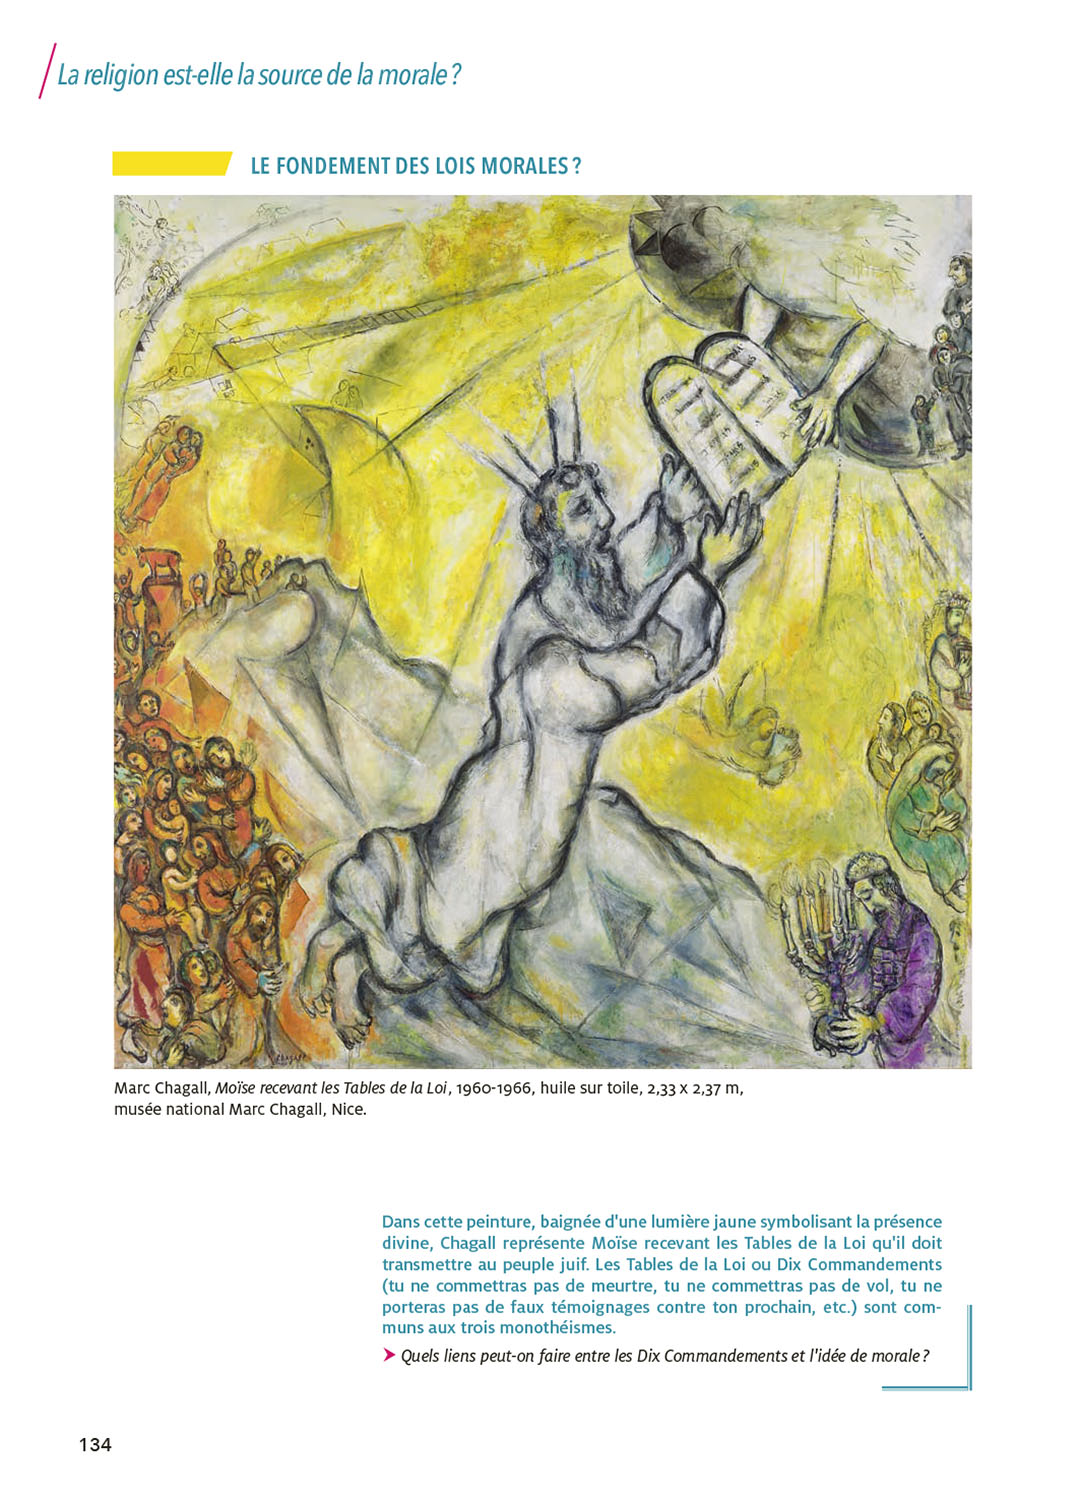 La religion est-elle la source de la morale ?
LE FONDEMENT DES LOIS MORALES ?
CHAGALL
Marc Chagall, Moïse recevant les Tables de la Loi, 1960-1966, huile sur toile, 2,33 x 2,37 m,
musée national Marc Chagall, Nice.
Dans cette peinture, baignée d'une lumière jaune symbolisant la présence
divine, Chagall représente Moïse recevant les Tables de la Loi qu'il doit
transmettre au peuple juif. Les Tables de la Loi ou Dix Commandements
(tu ne commettras pas de meurtre, tu ne commettras pas de vol, tu ne
porteras pas de faux témoignages contre ton prochain, etc.) sont com-
muns aux trois monothéismes.
Quels liens peut-on faire entre les Dix Commandements et l'idée de morale ?
134